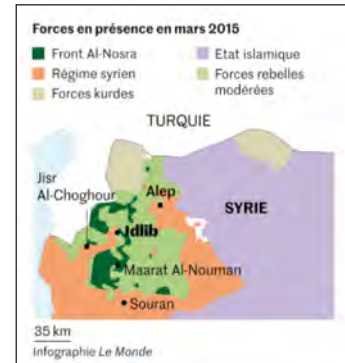 Forces en présence en mars 2015
Front Al-Nosra
Régime syrien
Forces kurdes
Etat islamique
Forces rebelles
modérées
TURQUIE
Jisr
Al-Choghour
Alep
SYRIE
Idlib
Maarat Al-Nouman
Souran
35 km
Infographie Le Monde